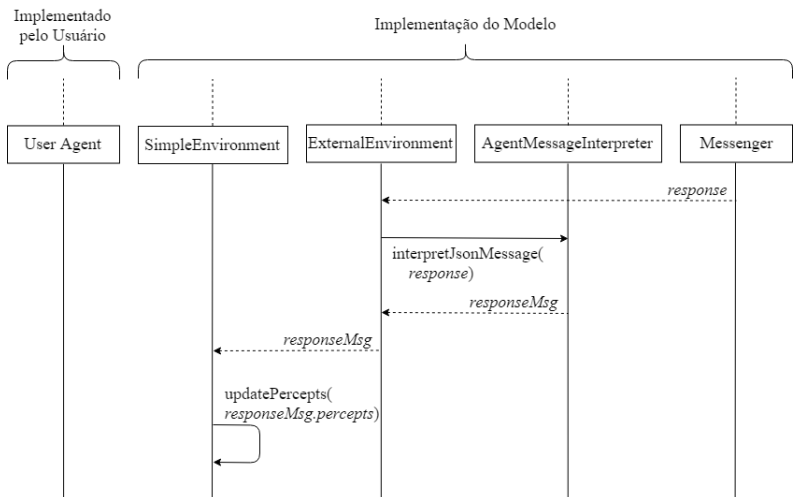 Implementado
pelo Usuário
Implementação do Modelo
User Agent
SimpleEnvironment
ExternalEnvironment
AgentMessageInterpreter
Messenger
response
interpretJsonMessage(
response)
responseMsg
responseMsg
updatePercepts(
responseMsg.percepts)